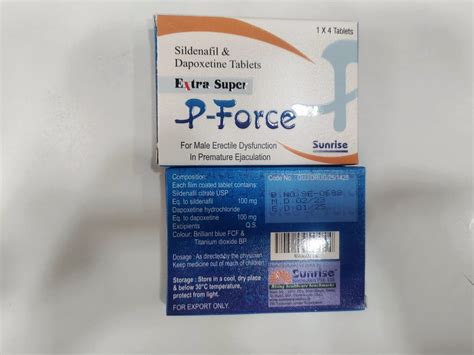 1 X 4 Tablets
Sildenafil &
Dapoxetine Tablets
Extra Super
P-Force
For Male Erectile Dysfunction
In Premature Ejaculation
Sunrise
Composition:
Each film coated tablet contains:
Sildenafil citrate USP
Eq. to sildenafil 100 mg
Dapoxetine hydrochloride
Eq. to dapoxetine 100 mg
Excipients Q.S.
Colour: Brilliant blue FCF &
Titanium dioxide BP
Dosage : As directed by the physician
Keep medicine out of reach of children
Storage : Store in a cool, dry place
& below 30°C temperature,
protect from light.
FOR EXPORT ONLY.
Code No
Sunrise